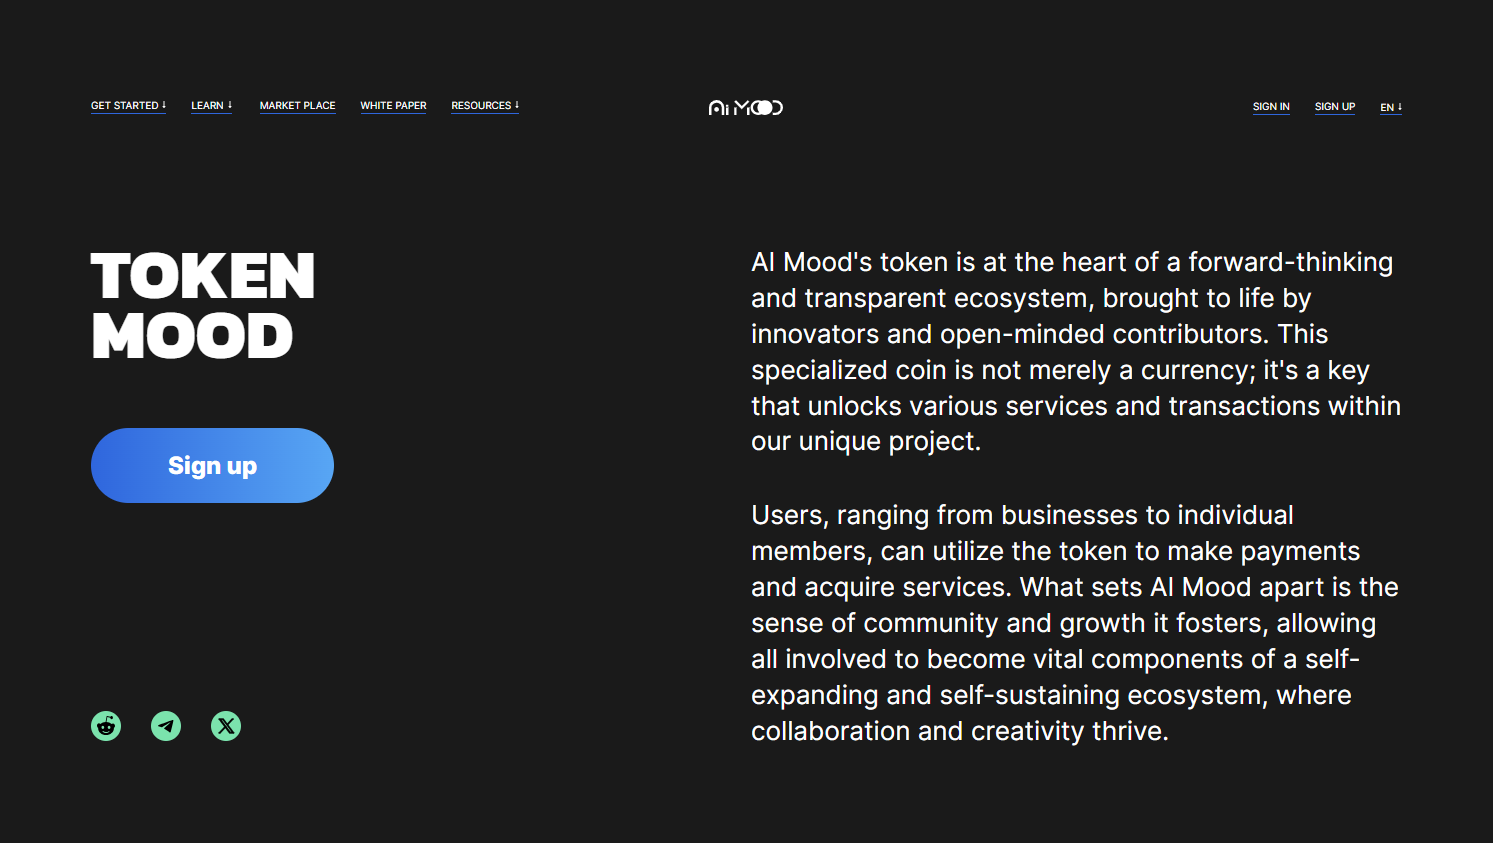 GET STARTED ↓ LEARN ↓ MARKET PLACE WHITE PAPER RESOURCES ↓
Ai MOOD
SIGN IN SIGN UP EN ↓
TOKEN
MOOD
Sign up
AI Mood's token is at the heart of a forward-thinking
and transparent ecosystem, brought to life by
innovators and open-minded contributors. This
specialized coin is not merely a currency; it's a key
that unlocks various services and transactions within
our unique project.
Users, ranging from businesses to individual
members, can utilize the token to make payments
and acquire services. What sets AI Mood apart is the
sense of community and growth it fosters, allowing
all involved to become vital components of a self-
expanding and self-sustaining ecosystem, where
collaboration and creativity thrive.